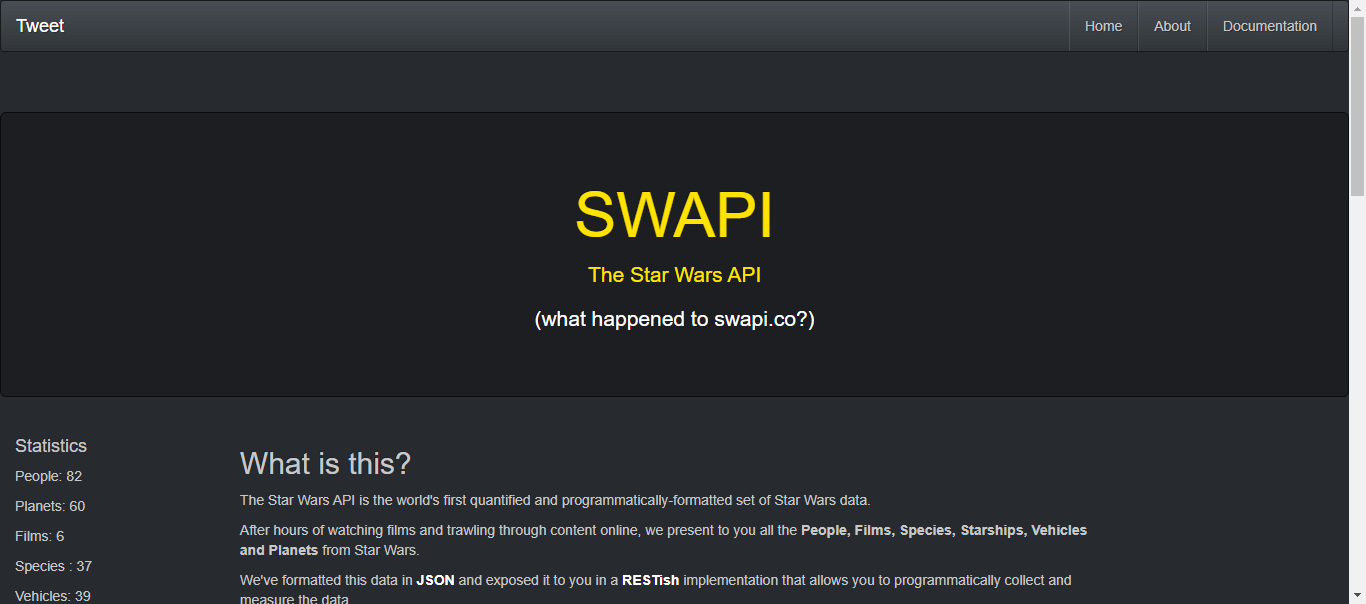 Tweet
Home About Documentation
SWAPI
The Star Wars API
(what happened to swapi.co?)
Statistics
People: 82
Planets: 60
Films: 6
Species : 37
Vehicles: 39
What is this?
The Star Wars API is the world's first quantified and programmatically-formatted set of Star Wars data.
After hours of watching films and trawling through content online, we present to you all the People, Films, Species, Starships, Vehicles
and Planets from Star Wars.
We've formatted this data in JSON and exposed it to you in a RESTish implementation that allows you to programmatically collect and
measure the data.